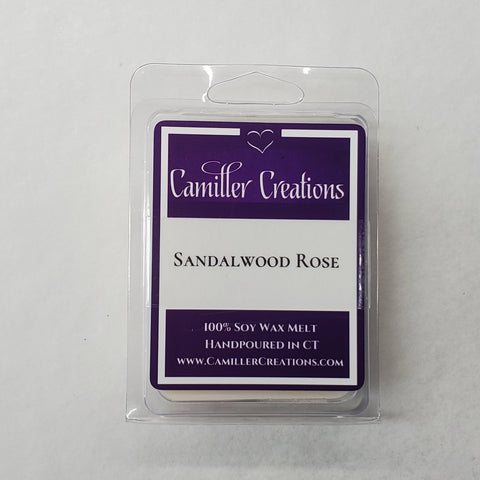 Camiller Creations
Sandalwood Rose
100% Soy Wax Melt
Handpoured in CT
www.CamillerCreations.com